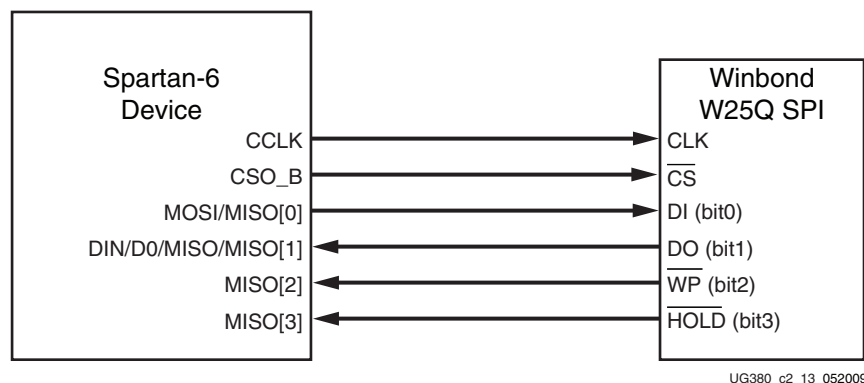 Spartan-6
Device
CCLK
CSO_B
MOSI/MISO[0]
DIN/D0/MISO/MISO[1]
MISO[2]
MISO[3]
Winbond
W25Q SPI
CLK
CS
DI (bit0)
DO (bit1)
WP (bit2)
HOLD (bit3)
UG380_c2_13_052009